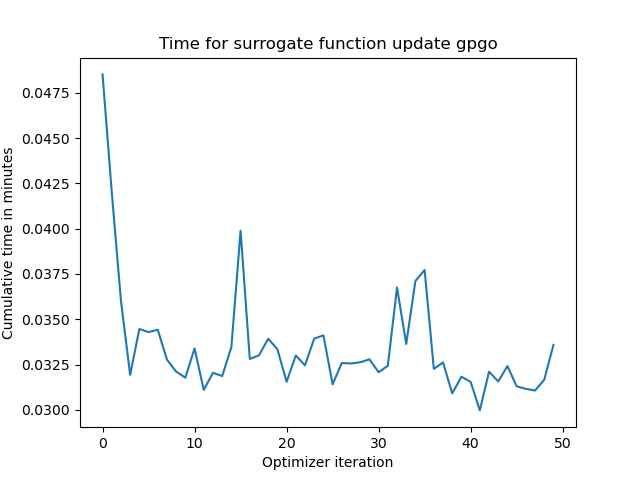 Time for surrogate function update gpgo
Cumulative time in minutes
0.0475
0.0450
0.0425
0.0400
0.0375
0.0350
0.0325
0.0300
0 10 20 30 40 50
Optimizer iteration